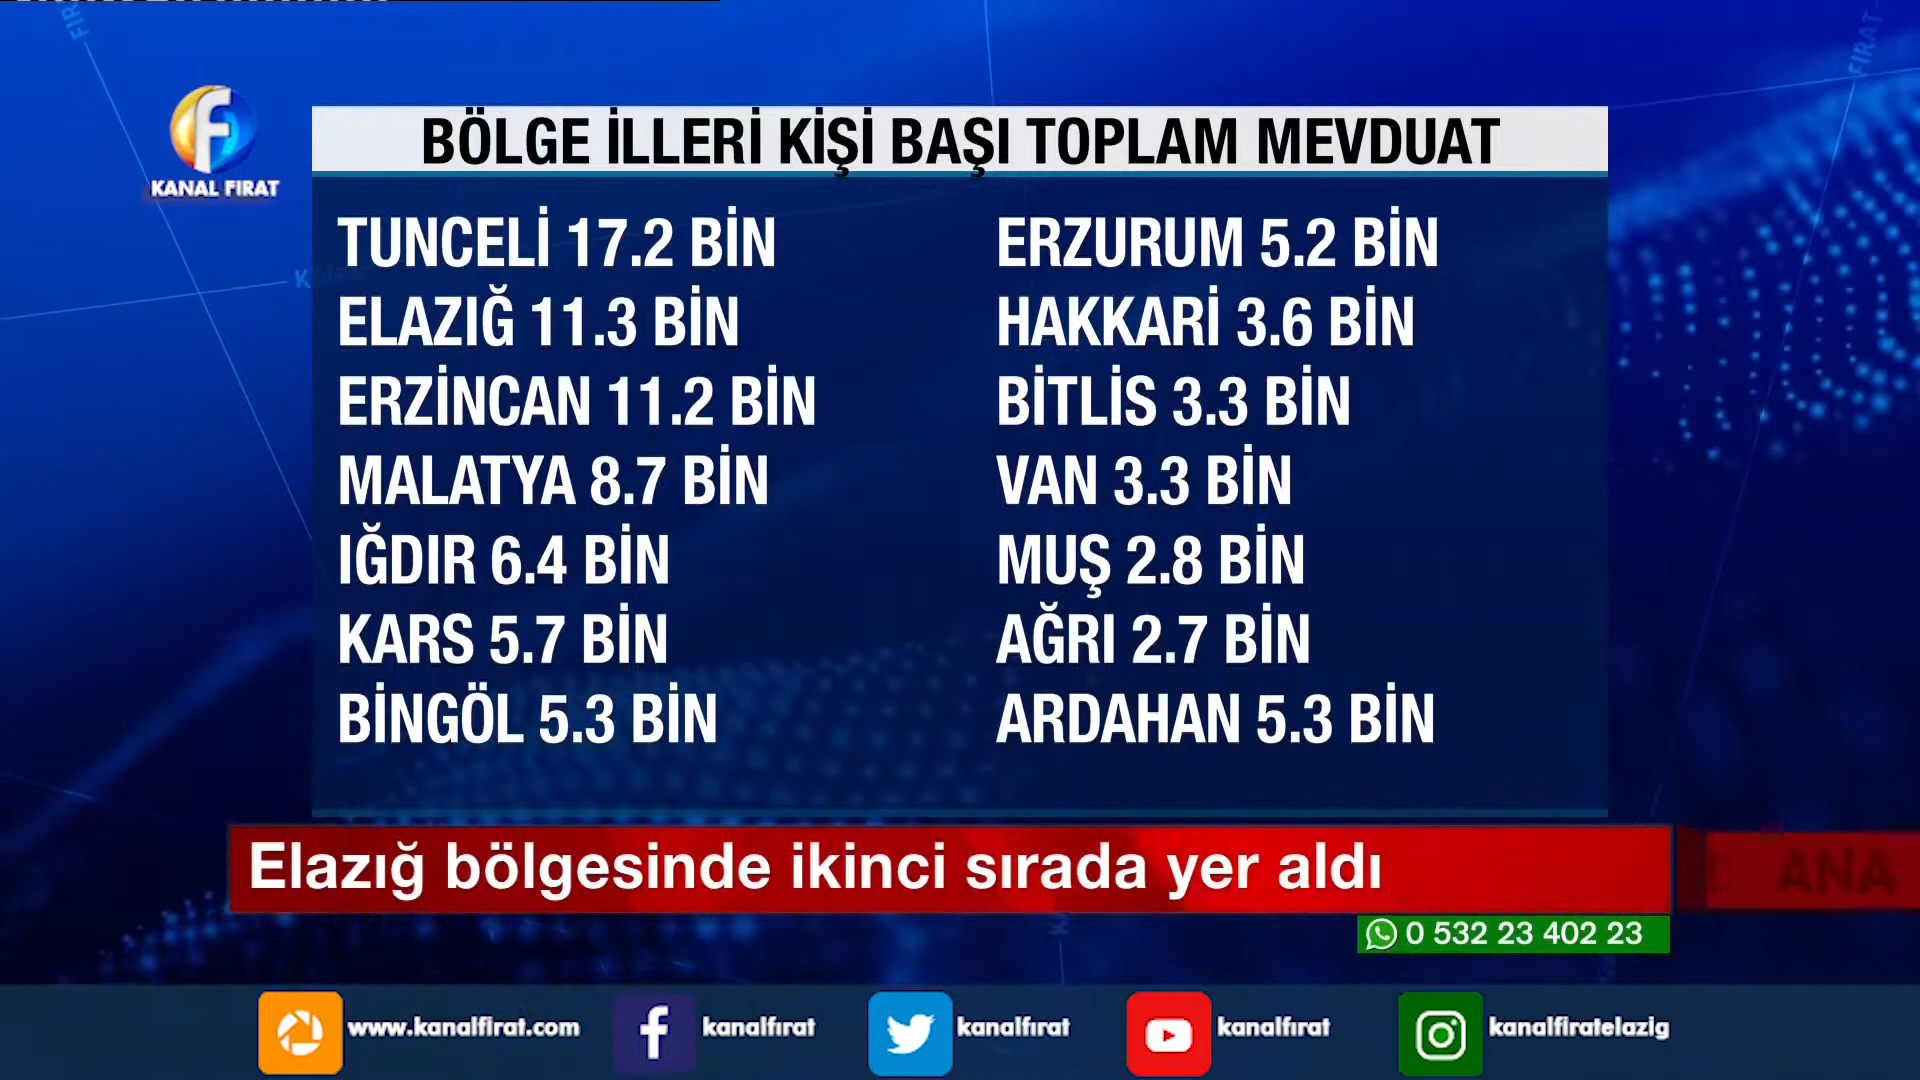 KANAL FIRAT
BÖLGE İLLERİ KİŞİ BAŞI TOPLAM MEVDUAT
TUNCELİ 17.2 BİN
ELAZIĞ 11.3 BİN
ERZİNCAN 11.2 BİN
MALATYA 8.7 BİN
IĞDIR 6.4 BİN
KARS 5.7 BİN
BİNGÖL 5.3 BİN
ERZURUM 5.2 BİN
HAKKARİ 3.6 BİN
BİTLİS 3.3 BİN
VAN 3.3 BİN
MUŞ 2.8 BİN
AĞRI 2.7 BİN
ARDAHAN 5.3 BİN
Elazığ bölgesinde ikinci sırada yer aldı
ANA
0 532 23 402 23
www.kanalfirat.com
kanalfırat
kanalfırat
kanalfırat
kanalfiratelazig